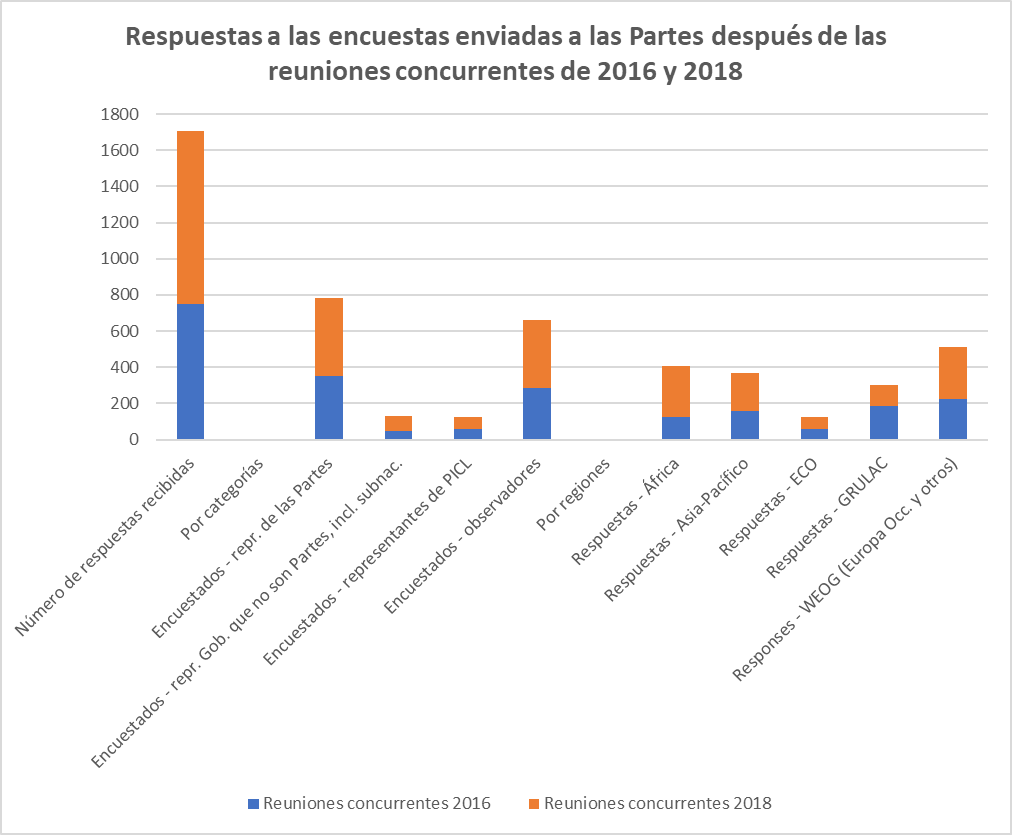 Respuestas a las encuestas enviadas a las Partes después de las
reuniones concurrentes de 2016 y 2018
1800
1600
1400
1200
1000
800
600
400
200
0
Número de respuestas recibidas
Por categorías
Encuestados - repr. de las Partes
Encuestados - repr. Gob. que no son Partes, incl. subnac.
Encuestados - representantes de PICL
Encuestados - observadores
Por regiones
Respuestas - África
Respuestas - Asia-Pacífico
Respuestas - ECO
Respuestas - GRULAC
Responses - WEOG (Europa Occ. y otros)
Reuniones concurrentes 2016
Reuniones concurrentes 2018